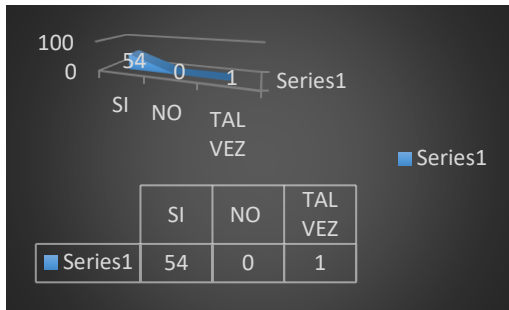 100
0
54 0 1
Series1
SI NO TAL
VEZ
Series1
SI NO TAL
VEZ
Series1 54 0 1